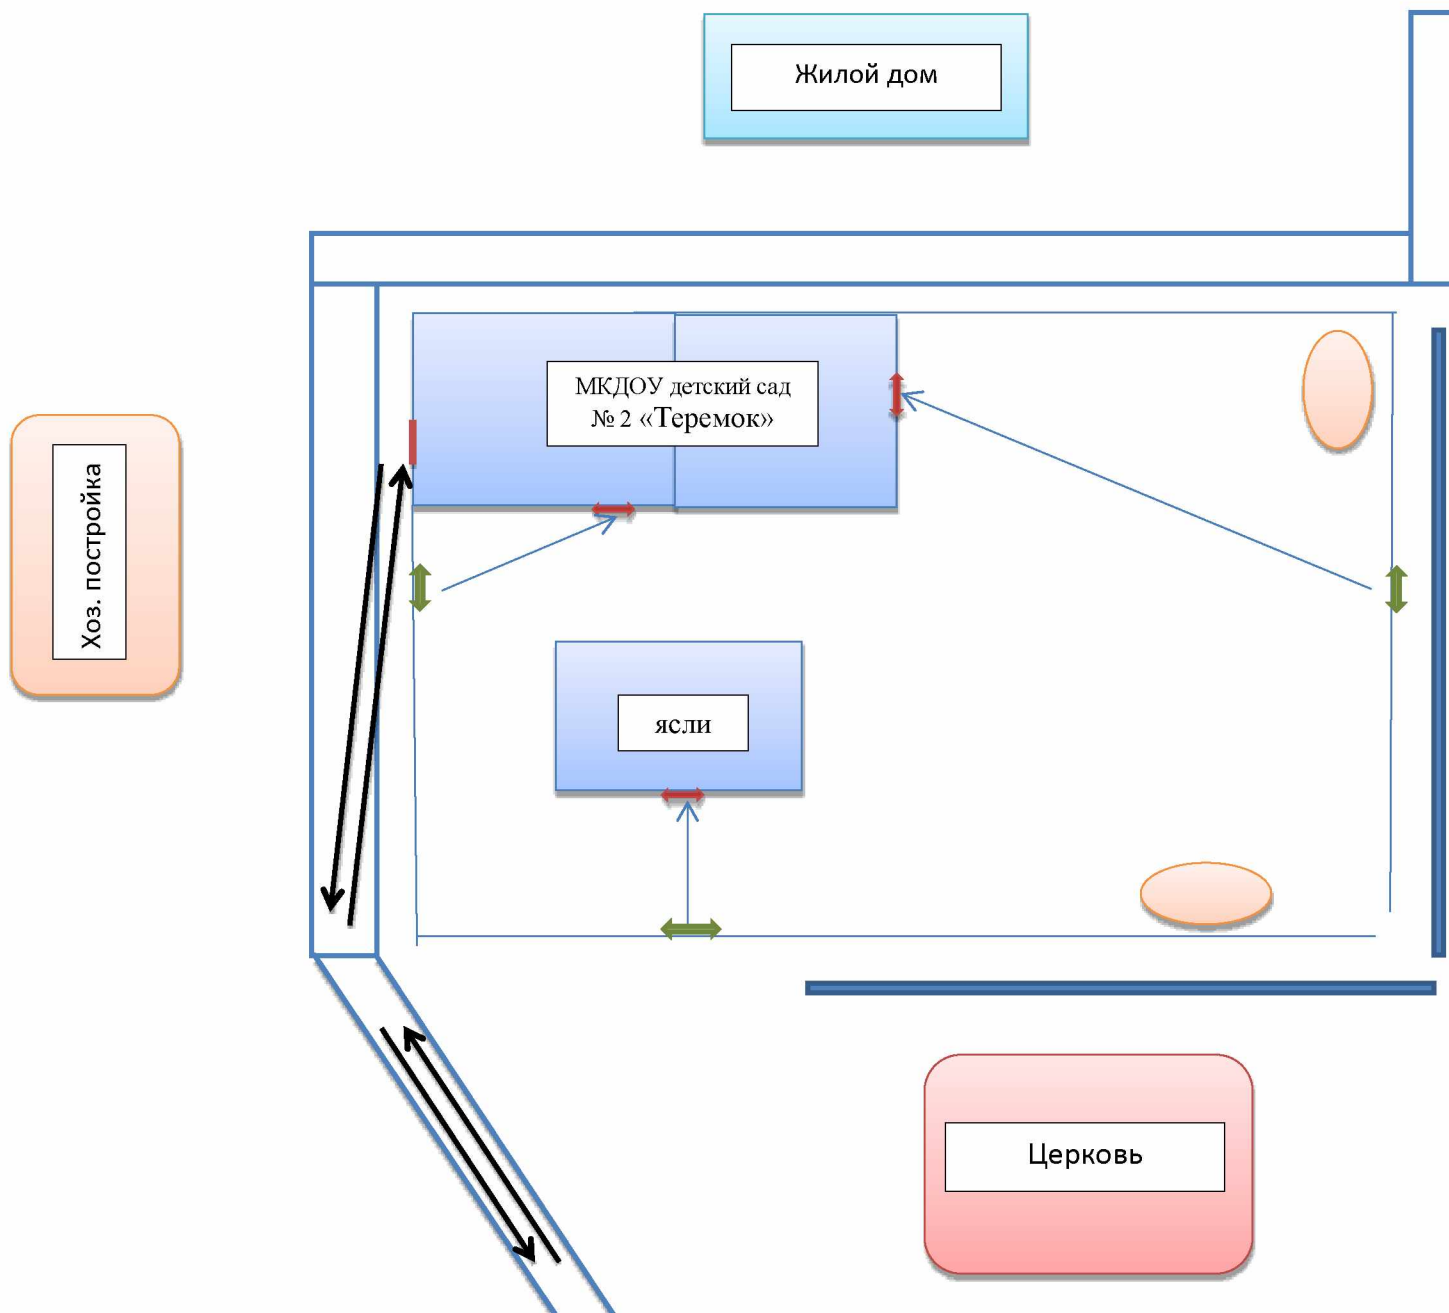 Жилой дом
МКДОУ детский сад
№ 2 «Теремок»
Хоз. постройка
ясли
Церковь